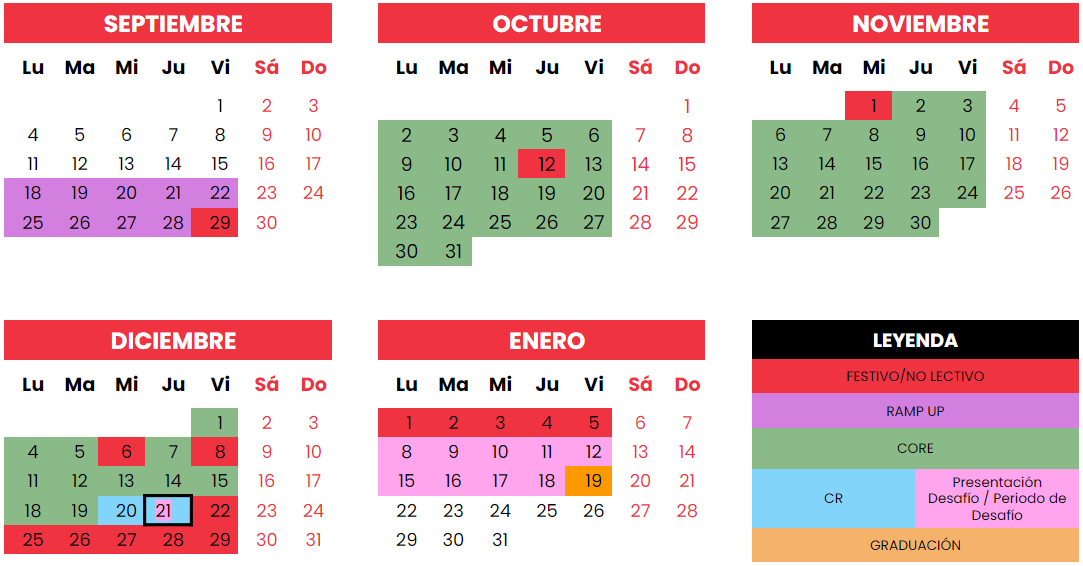 SEPTIEMBRE
Lu Ma Mi Ju Vi Sá Do
1 2 3
4 5 6 7 8 9 10
11 12 13 14 15 16 17
18 19 20 21 22 23 24
25 26 27 28 29 30
OCTUBRE
Lu Ma Mi Ju Vi Sá Do
1
2 3 4 5 6 7 8
9 10 11 12 13 14 15
16 17 18 19 20 21 22
23 24 25 26 27 28 29
30 31
NOVIEMBRE
Lu Ma Mi Ju Vi Sá Do
1 2 3 4 5
6 7 8 9 10 11 12
13 14 15 16 17 18 19
20 21 22 23 24 25 26
27 28 29 30
DICIEMBRE
Lu Ma Mi Ju Vi Sá Do
1 2 3
4 5 6 7 8 9 10
11 12 13 14 15 16 17
18 19 20 21 22 23 24
25 26 27 28 29 30 31
ENERO
Lu Ma Mi Ju Vi Sá Do
1 2 3 4 5 6 7
8 9 10 11 12 13 14
15 16 17 18 19 20 21
22 23 24 25 26 27 28
29 30 31
LEYENDA
FESTIVO/NO LECTIVO
RAMP UP
CORE
CR
Presentación
Desafío / Periodo de
Desafío
GRADUACIÓN